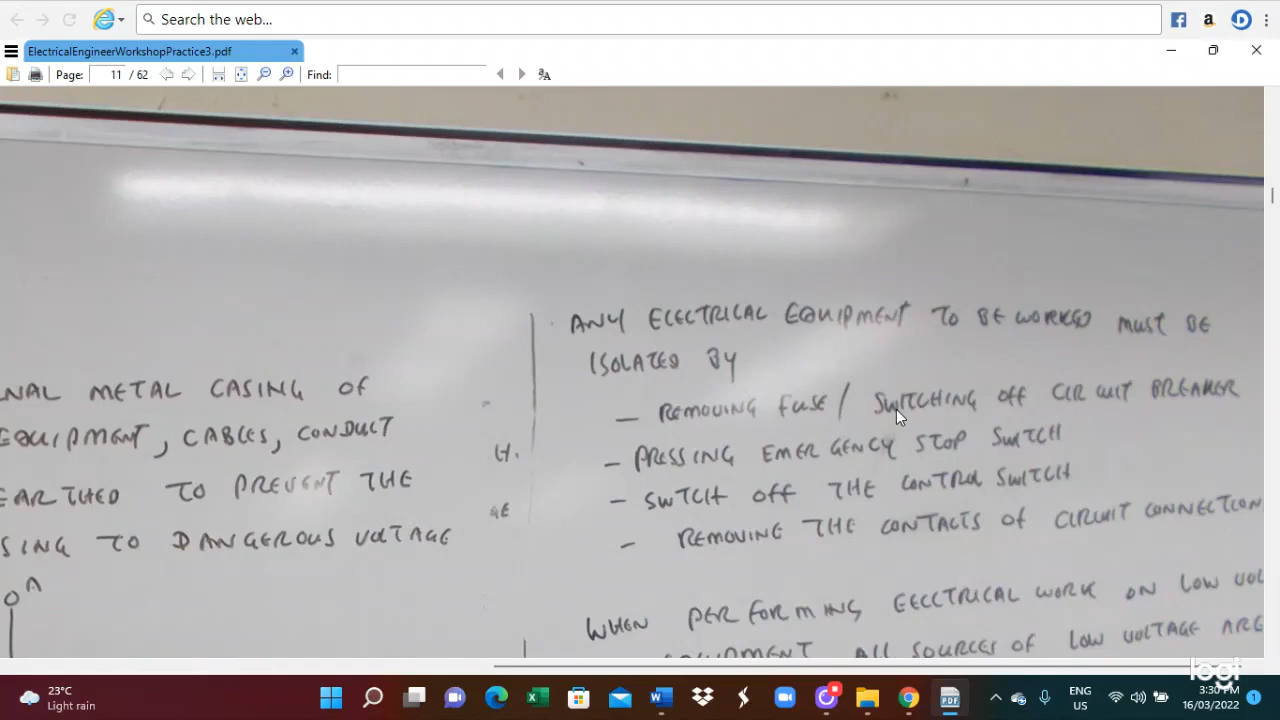 Search the web...
ElectricalEngineerWorkshopPractice3.pdf
Page: 11 / 62 Find:
ANY ELECTRICAL EQUIPMENT TO BE WORKED MUST BE
ISOLATED BY
— REMOVING FUSE / SWITCHING OFF CIRCUIT BREAKER
— PRESSING EMERGENCY STOP SWITCH
— SWTCH OFF THE CONTROL SWITCH
— REMOVING THE CONTACTS OF CIRCUIT CONNECTION
WHEN PERFORMING EELCTRICAL WORK ON LOW VOL
ALL SOURCES OF LOW VOLTAGE ARE
NAL METAL CASING OF
EQUIPMENT, CABLES, CONDUCT
EARTHED TO PREVENT THE
SING TO DANGEROUS VOLTAGE
H.
A
logi
23°C
Light rain
ENG
US
3:30 PM
16/03/2022